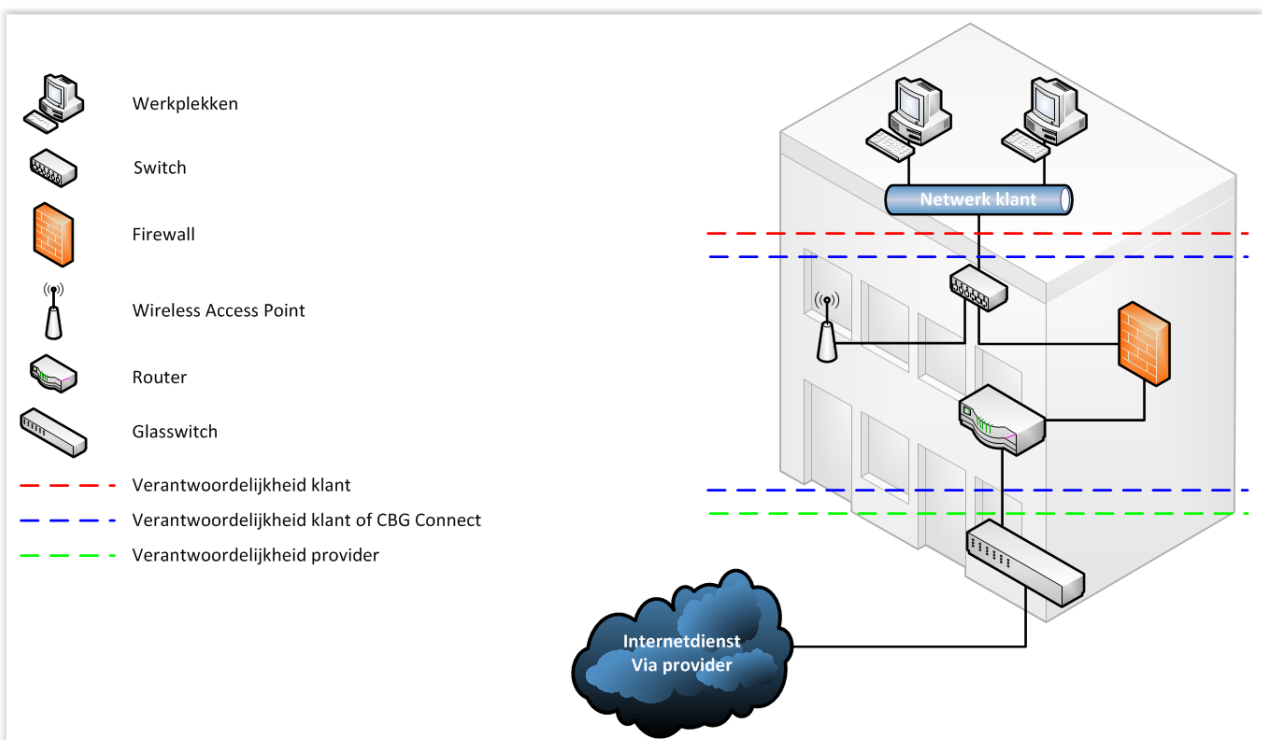 Werkplekken
Switch
Firewall
Wireless Access Point
Router
Glasswitch
Verantwoordelijkheid klant
Verantwoordelijkheid klant of CBG Connect
Verantwoordelijkheid provider
Netwerk klant
Internetdienst
Via provider